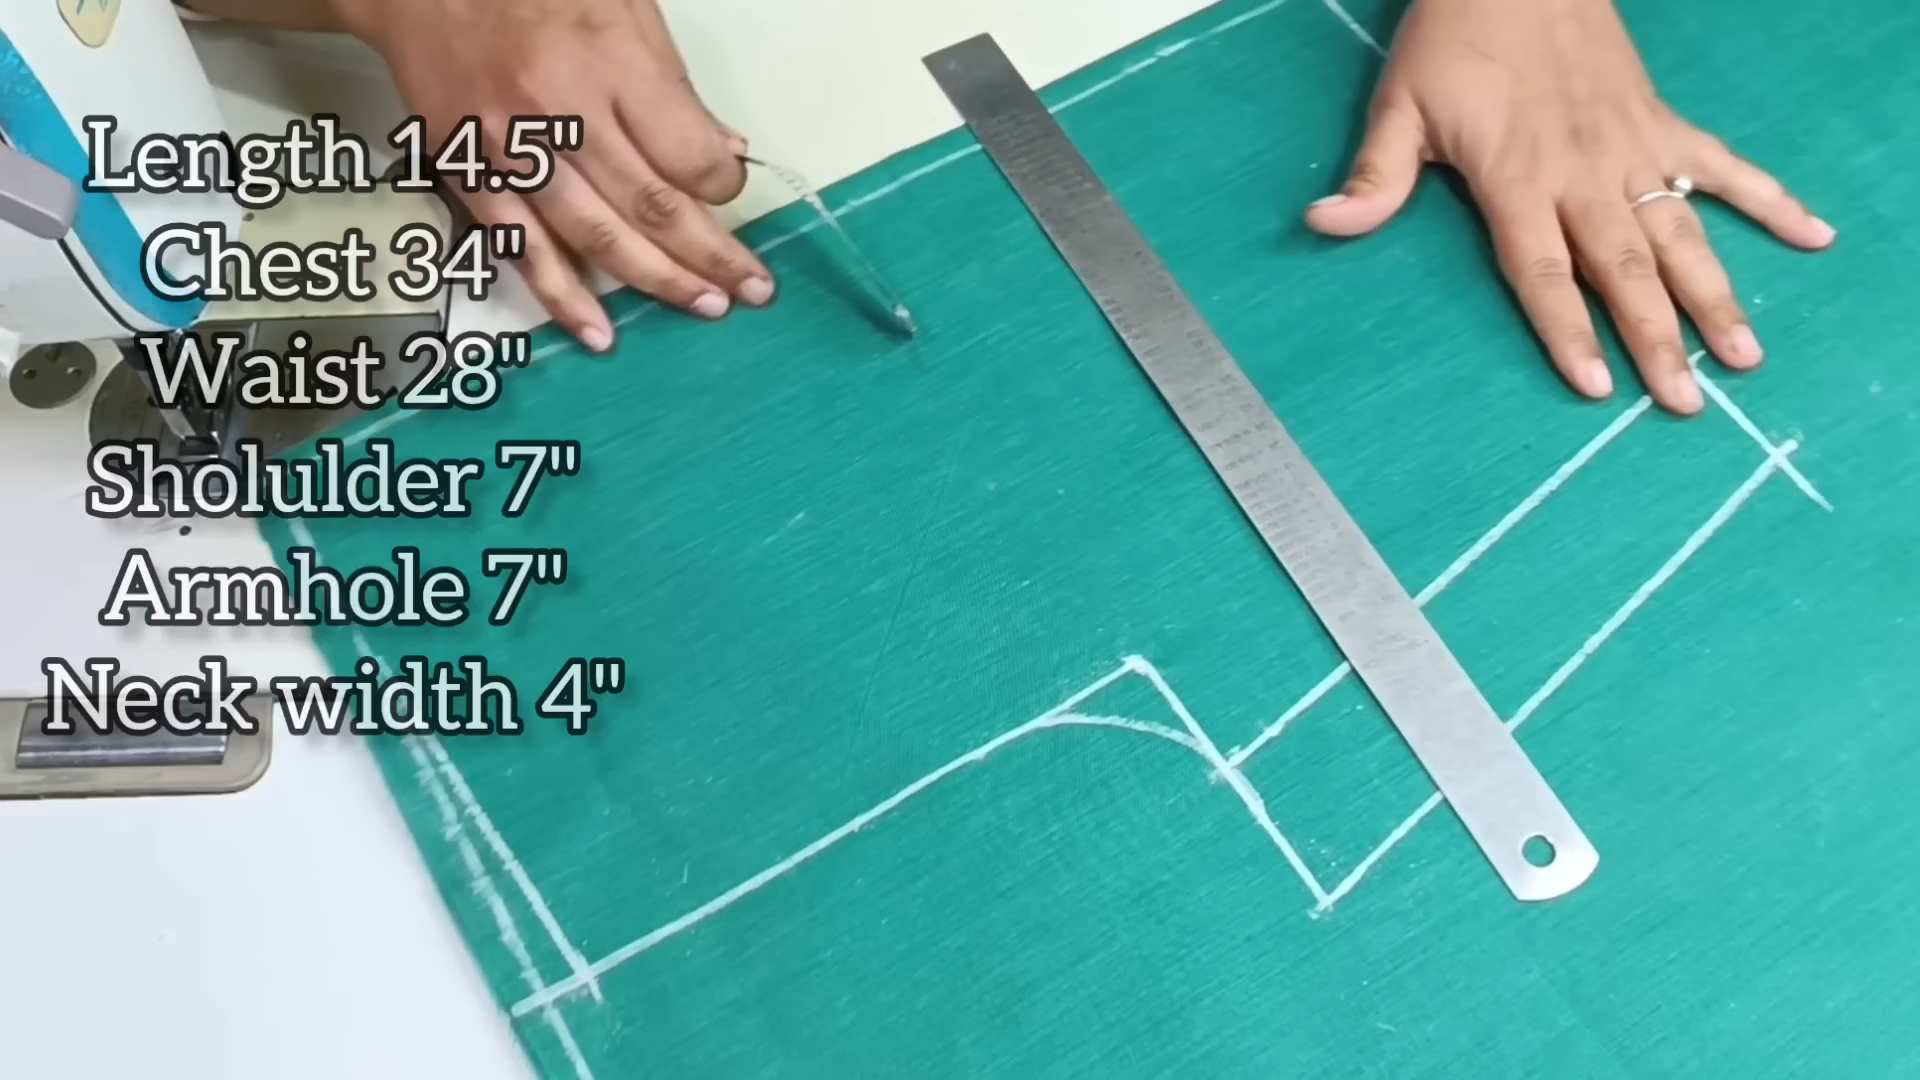 Length 14.5"
Chest 34"
Waist 28"
Sholulder 7"
Armhole 7"
Neck width 4"